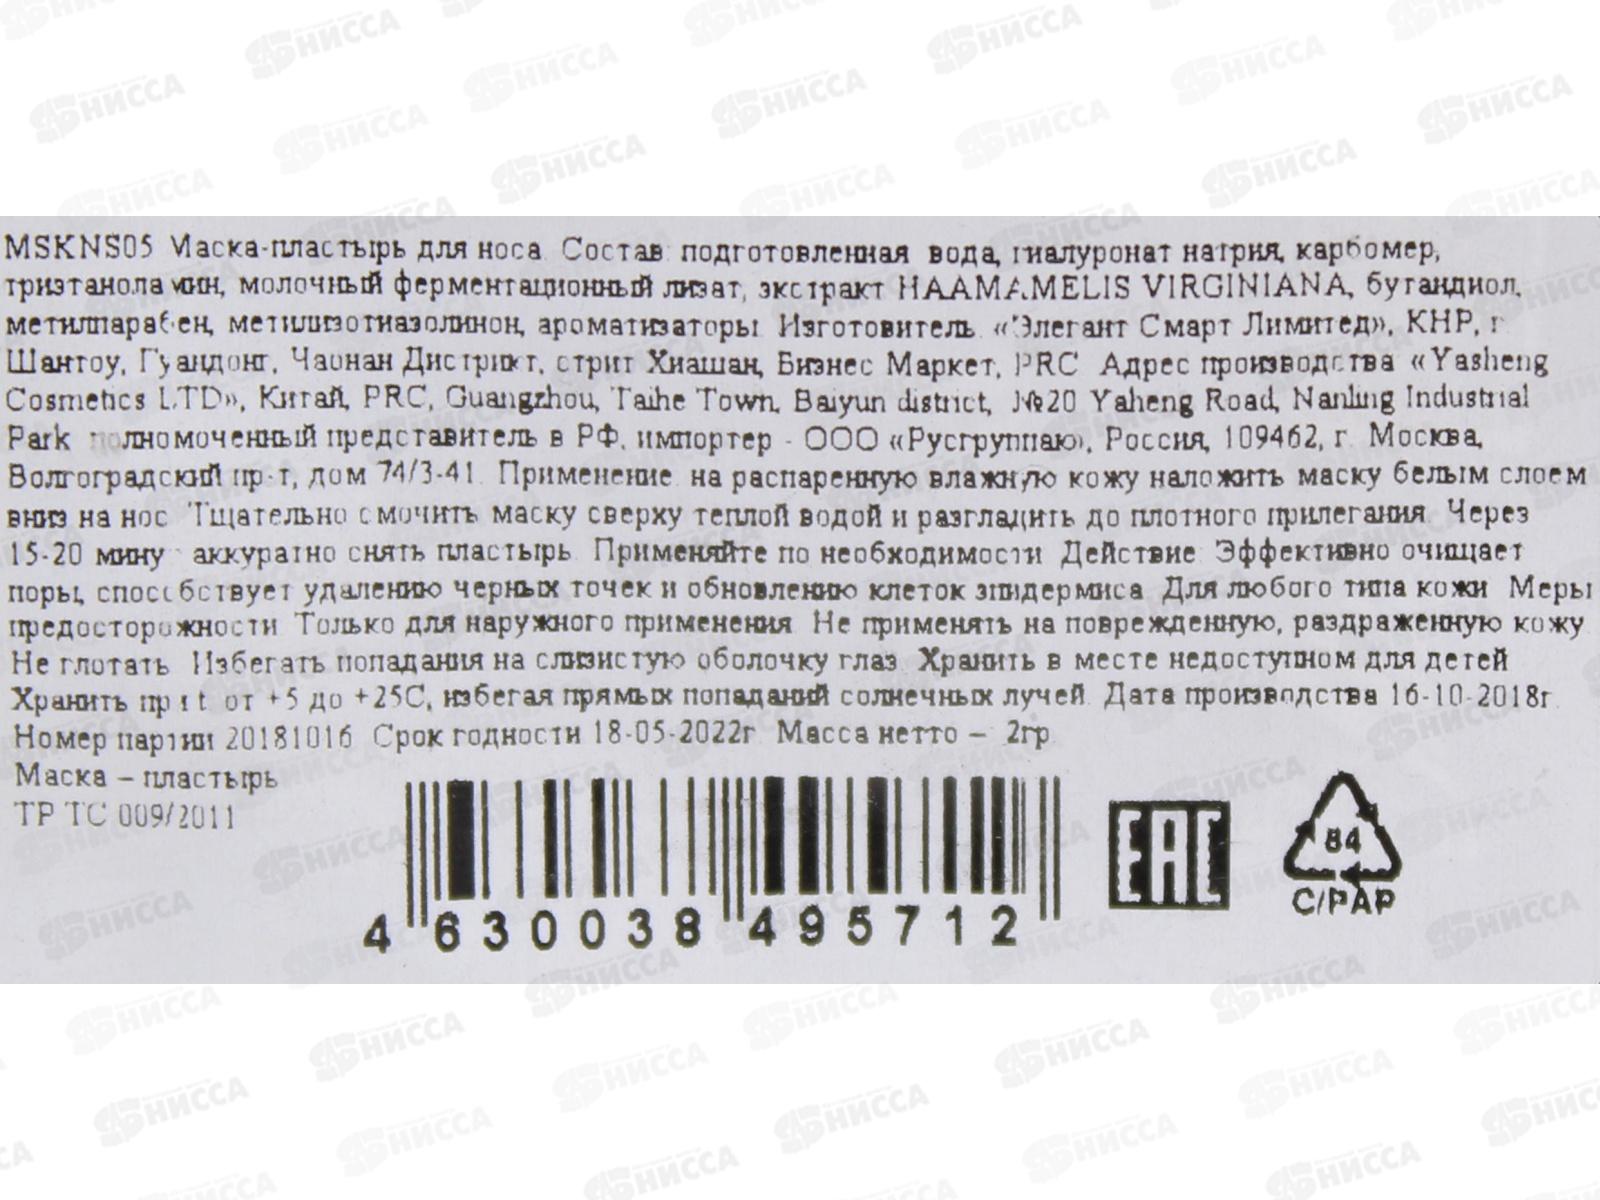 MSKNS05 Маска-пластырь для носа Состав: подготовленная вода, гиалуронат натрия, карбомер,
триэтаноламин, молочный ферментационный лизат, экстракт HAAMAMELIS VIRGINIANA, бутандиол,
метилпарабен, метилизотиазолинон, ароматизаторы Изготовитель «Элегант Смарт Лимитед», КНР, г
Шантоу, Гуандонг, Чаонан Дистрикт, стрит Хиашан, Бизнес Маркет, PRC Адрес производства «Yasheng
Cosmetics LTD», Китай, PRC, Guangzhou, Taihe Town, Baiyun district, №20 Yaheng Road, Nanling Industrial
Park полномоченный представитель в РФ, импортер - ООО «Русгруппаю», Россия, 109462, г. Москва,
Волгоградский пр-т, дом 74/3-41. Применение на распаренную влажную кожу наложить маску белым слоем
вниз на нос Тщательно смочить маску сверху теплой водой и разгладить до плотного прилегания Через
15-20 мину аккуратно снять пластырь Применяйте по необходимости Действие: Эффективно очищает
поры, способствует удалению черных точек и обновлению клеток эпидермиса Для любого типа кожи Меры
предосторожности Только для наружного применения Не применять на поврежденную, раздраженную кожу
Не глотать Избегать попадания на слизистую оболочку глаз Хранить в месте недоступном для детей
Хранить при t от +5 до +25С, избегая прямых попаданий солнечных лучей Дата производства 16-10-2018г
Номер партии 20181016 Срок годности 18-05-2022г Масса нетто – 2гр
Маска – пластырь
ТР ТС 009/2011
4 630038 495712
EAC
84
C/PAP
НИССА